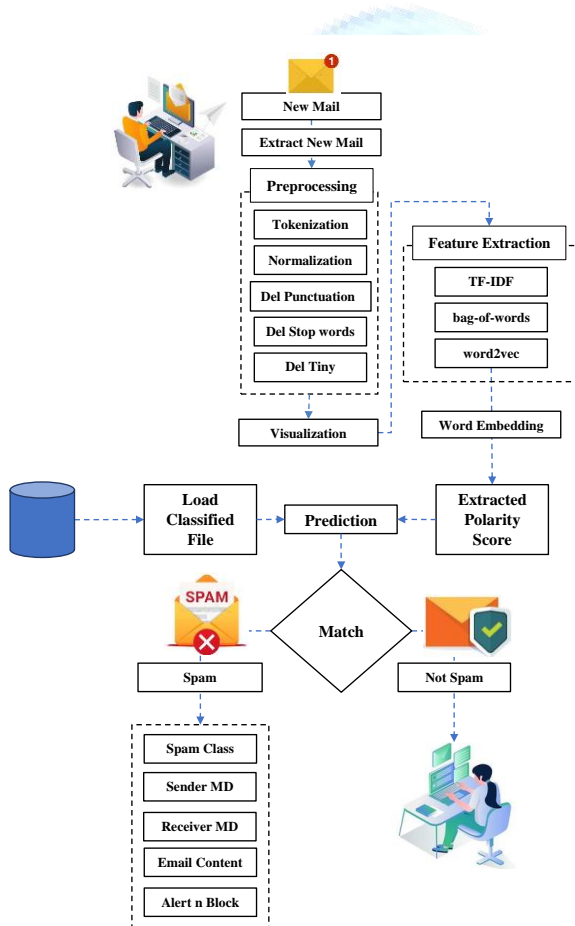 1
New Mail
Extract New Mail
Preprocessing
Tokenization
Normalization
Del Punctuation
Del Stop words
Del Tiny
Visualization
Feature Extraction
TF-IDF
bag-of-words
word2vec
Word Embedding
Load
Classified
File
Prediction
Extracted
Polarity
Score
Match
SPAM
Spam
Not Spam
Spam Class
Sender MD
Receiver MD
Email Content
Alert n Block